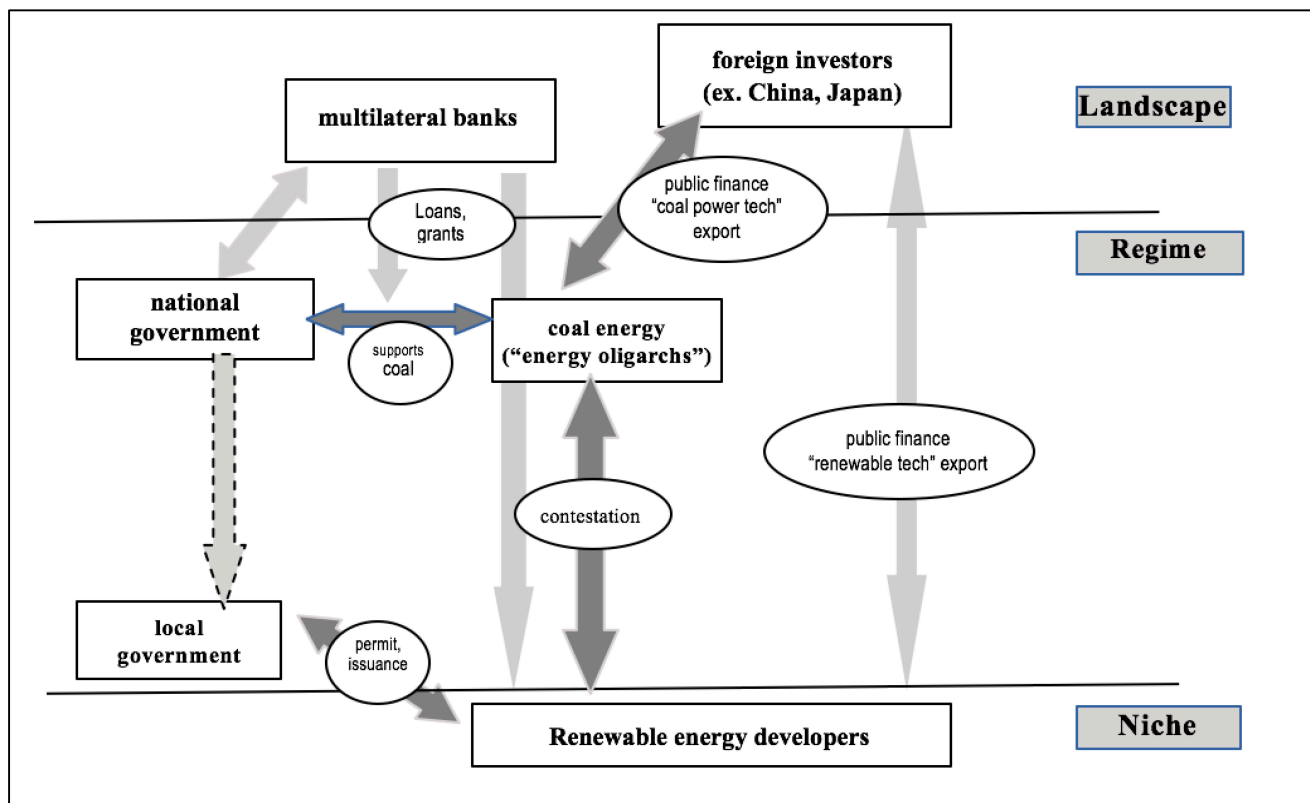 foreign investors
(ex. China, Japan)
multilateral banks
Landscape
Loans,
grants
public finance
“coal power tech”
export
Regime
national
government
coal energy
(“energy oligarchs”)
supports
coal
public finance
“renewable tech” export
contestation
local
government
permit,
issuance
Renewable energy developers
Niche